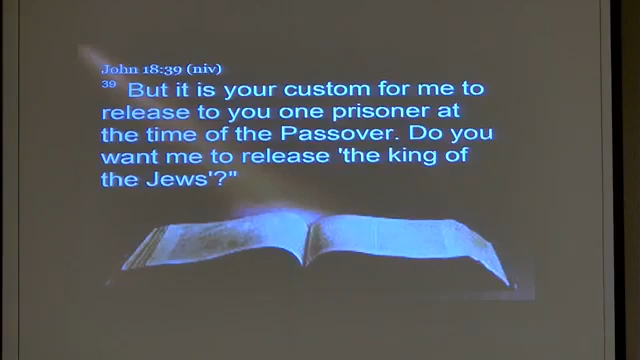 John 18:39 (niv)
39 But it is your custom for me to
release to you one prisoner at
the time of the Passover. Do you
want me to release 'the king of
the Jews'?"